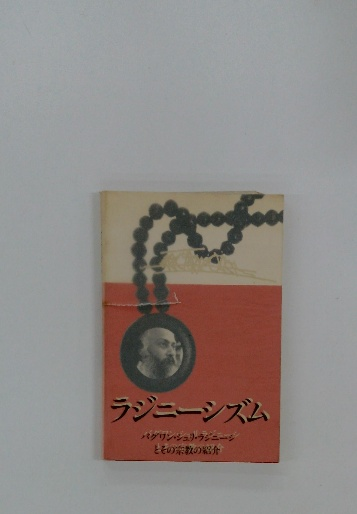 ラジニーシズム
バグワン・シュリ・ラジニーシ
とその宗教の紹介